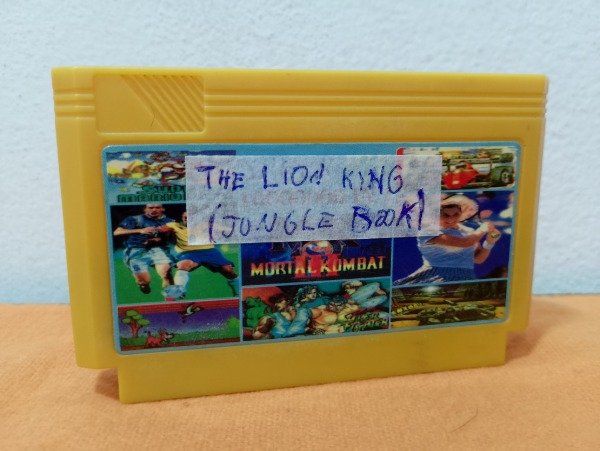 THE LION KING
(JUNGLE BOOK)
MORTAL KOMBAT